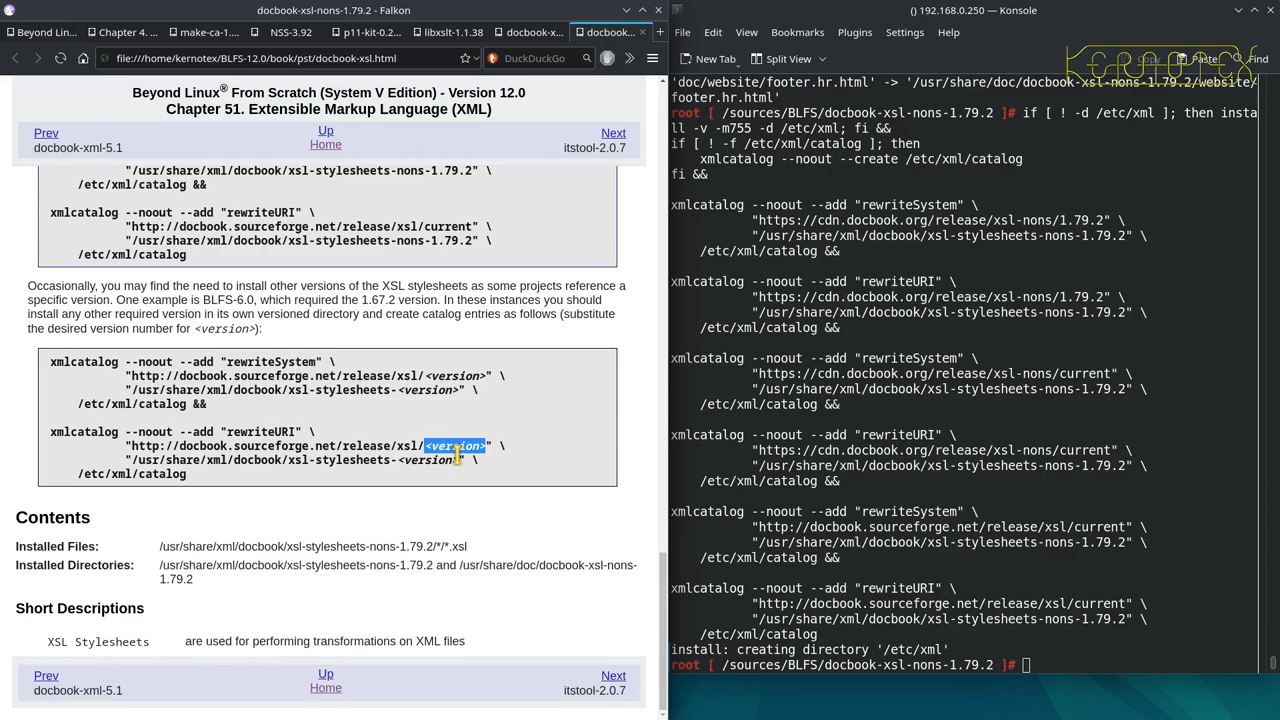 docbook-xsl-nons-1.79.2 - Falkon
Beyond Lin...
Chapter 4. ...
make-ca-1....
NSS-3.92
p11-kit-0.2...
libxslt-1.1.38
docbook-x...
docbook...
file:///home/kernotex/BLFS-12.0/book/pst/docbook-xsl.html
DuckDuckGo
Beyond Linux® From Scratch (System V Edition) - Version 12.0
Chapter 51. Extensible Markup Language (XML)
Prev Up Next
docbook-xml-5.1 Home itstool-2.0.7
"/usr/share/xml/docbook/xsl-stylesheets-nons-1.79.2" \
/etc/xml/catalog &&
xmlcatalog --noout --add "rewriteURI" \
"http://docbook.sourceforge.net/release/xsl/current" \
"/usr/share/xml/docbook/xsl-stylesheets-nons-1.79.2" \
/etc/xml/catalog
Occasionally, you may find the need to install other versions of the XSL stylesheets as some projects reference a
specific version. One example is BLFS-6.0, which required the 1.67.2 version. In these instances you should
install any other required version in its own versioned directory and create catalog entries as follows (substitute
the desired version number for <version>):
xmlcatalog --noout --add "rewriteSystem" \
"http://docbook.sourceforge.net/release/xsl/<version>" \
"/usr/share/xml/docbook/xsl-stylesheets-<version>" \
/etc/xml/catalog &&
xmlcatalog --noout --add "rewriteURI" \
"http://docbook.sourceforge.net/release/xsl/<version>" \
"/usr/share/xml/docbook/xsl-stylesheets-<version>" \
/etc/xml/catalog
Contents
Installed Files: /usr/share/xml/docbook/xsl-stylesheets-nons-1.79.2/*/*.xsl
Installed Directories: /usr/share/xml/docbook/xsl-stylesheets-nons-1.79.2 and /usr/share/doc/docbook-xsl-nons-
1.79.2
Short Descriptions
XSL Stylesheets are used for performing transformations on XML files
Prev Up Next
docbook-xml-5.1 Home itstool-2.0.7
() 192.168.0.250 — Konsole
File Edit View Bookmarks Plugins Settings Help
New Tab Split View Copy Paste Find
KERNOTEX
'doc/website/footer.hr.html' -> '/usr/share/doc/docbook-xsl-nons-1.79.2/website/
footer.hr.html'
root [ /sources/BLFS/docbook-xsl-nons-1.79.2 ]# if [ ! -d /etc/xml ]; then insta
ll -v -m755 -d /etc/xml; fi &&
if [ ! -f /etc/xml/catalog ]; then
xmlcatalog --noout --create /etc/xml/catalog
fi &&
xmlcatalog --noout --add "rewriteSystem" \
"https://cdn.docbook.org/release/xsl-nons/1.79.2" \
"/usr/share/xml/docbook/xsl-stylesheets-nons-1.79.2" \
/etc/xml/catalog &&
xmlcatalog --noout --add "rewriteURI" \
"https://cdn.docbook.org/release/xsl-nons/1.79.2" \
"/usr/share/xml/docbook/xsl-stylesheets-nons-1.79.2" \
/etc/xml/catalog &&
xmlcatalog --noout --add "rewriteSystem" \
"https://cdn.docbook.org/release/xsl-nons/current" \
"/usr/share/xml/docbook/xsl-stylesheets-nons-1.79.2" \
/etc/xml/catalog &&
xmlcatalog --noout --add "rewriteURI" \
"https://cdn.docbook.org/release/xsl-nons/current" \
"/usr/share/xml/docbook/xsl-stylesheets-nons-1.79.2" \
/etc/xml/catalog &&
xmlcatalog --noout --add "rewriteSystem" \
"http://docbook.sourceforge.net/release/xsl/current" \
"/usr/share/xml/docbook/xsl-stylesheets-nons-1.79.2" \
/etc/xml/catalog &&
xmlcatalog --noout --add "rewriteURI" \
"http://docbook.sourceforge.net/release/xsl/current" \
"/usr/share/xml/docbook/xsl-stylesheets-nons-1.79.2" \
/etc/xml/catalog
install: creating directory '/etc/xml'
root [ /sources/BLFS/docbook-xsl-nons-1.79.2 ]#